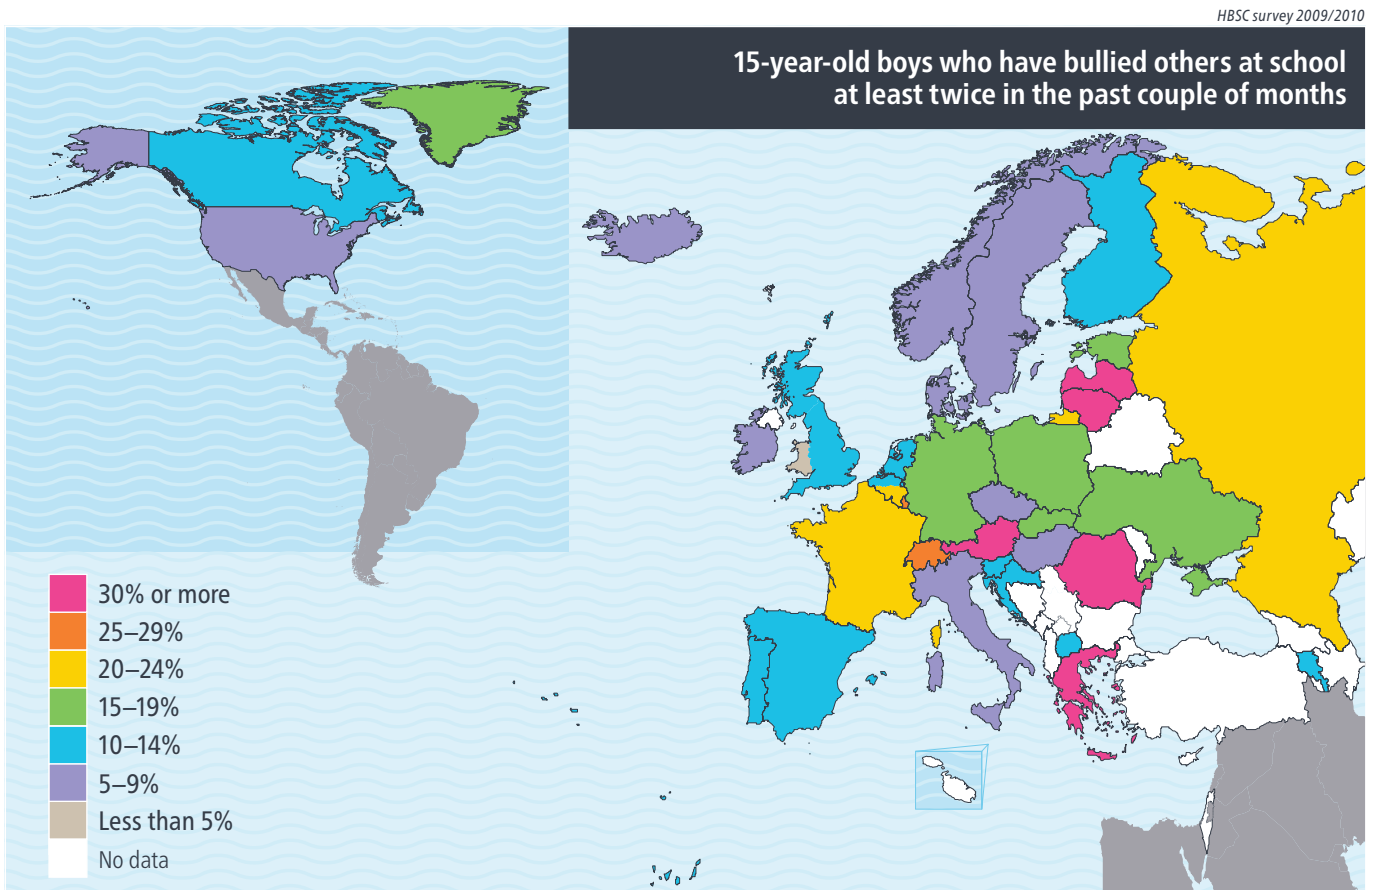 HBSC survey 2009/2010
15-year-old boys who have bullied others at school
at least twice in the past couple of months
30% or more
25–29%
20–24%
15–19%
10–14%
5–9%
Less than 5%
No data